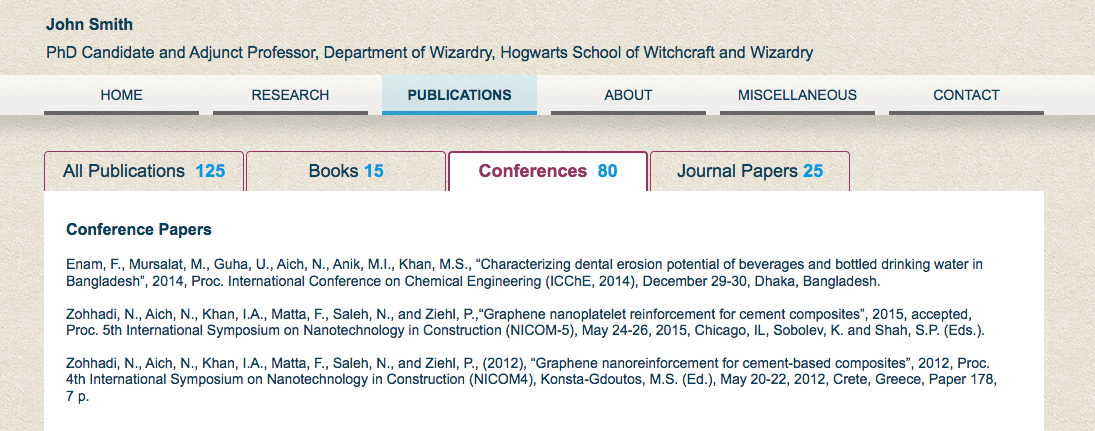 John Smith
PhD Candidate and Adjunct Professor, Department of Wizardry, Hogwarts School of Witchcraft and Wizardry
HOME RESEARCH PUBLICATIONS ABOUT MISCELLANEOUS CONTACT
All Publications 125 Books 15 Conferences 80 Journal Papers 25
Conference Papers
Enam, F., Mursalat, M., Guha, U., Aich, N., Anik, M.I., Khan, M.S., “Characterizing dental erosion potential of beverages and bottled drinking water in
Bangladesh”, 2014, Proc. International Conference on Chemical Engineering (ICChE, 2014), December 29-30, Dhaka, Bangladesh.
Zohhadi, N., Aich, N., Khan, I.A., Matta, F., Saleh, N., and Ziehl, P.,“Graphene nanoplatelet reinforcement for cement composites”, 2015, accepted,
Proc. 5th International Symposium on Nanotechnology in Construction (NICOM-5), May 24-26, 2015, Chicago, IL, Sobolev, K. and Shah, S.P. (Eds.).
Zohhadi, N., Aich, N., Khan, I.A., Matta, F., Saleh, N., and Ziehl, P., (2012), “Graphene nanoreinforcement for cement-based composites”, 2012, Proc.
4th International Symposium on Nanotechnology in Construction (NICOM4), Konsta-Gdoutos, M.S. (Ed.), May 20-22, 2012, Crete, Greece, Paper 178,
7 p.